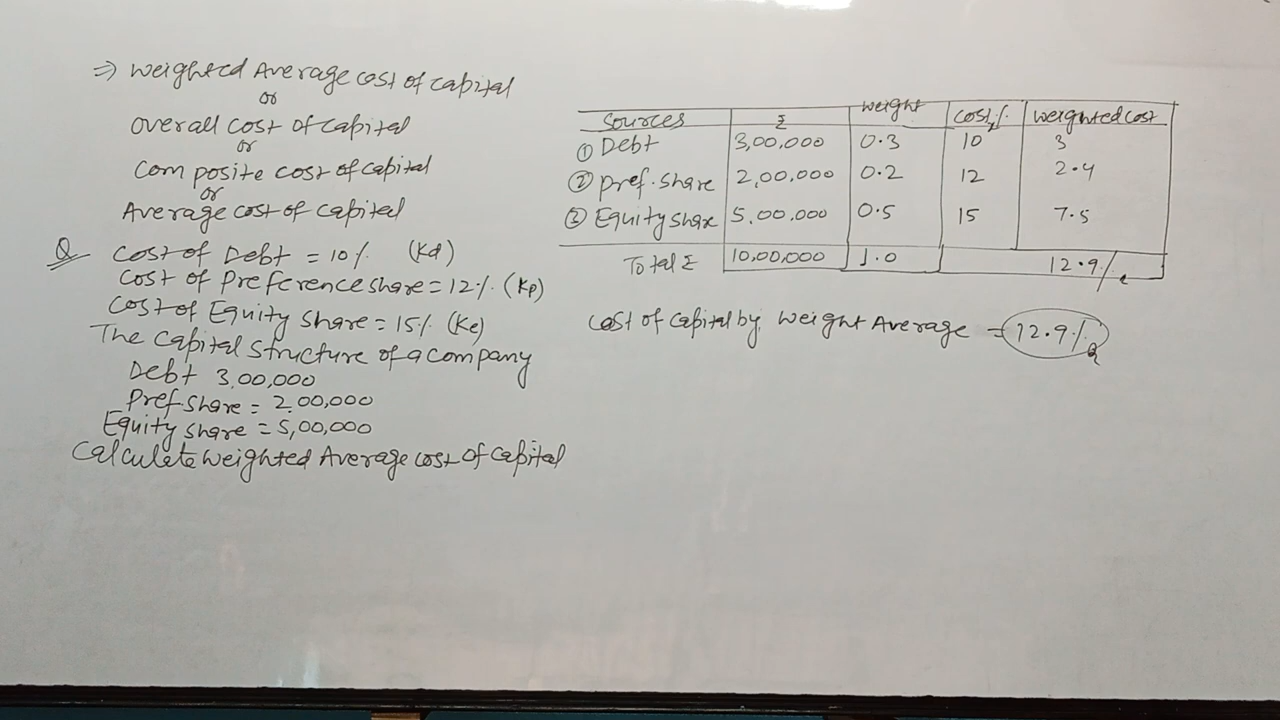 ⇒ Weighted Average cost of capital
or
overall cost of capital
or
Composite cost of capital
or
Average cost of capital
Q cost of Debt = 10% (Kd)
cost of Preference share = 12% (Kp)
cost of Equity share = 15% (Ke)
The capital structure of a company
Debt 3,00,000
Pref. share = 2,00,000
Equity share = 5,00,000
Calculate weighted Average cost of capital
Sources ₹ weight cost% weighted cost
① Debt 3,00,000 0.3 10 3
② Pref. share 2,00,000 0.2 12 2.4
③ Equity share 5,00,000 0.5 15 7.5
Total Σ 10,00,000 1.0 12.9%
cost of capital by weight Average = 12.9%